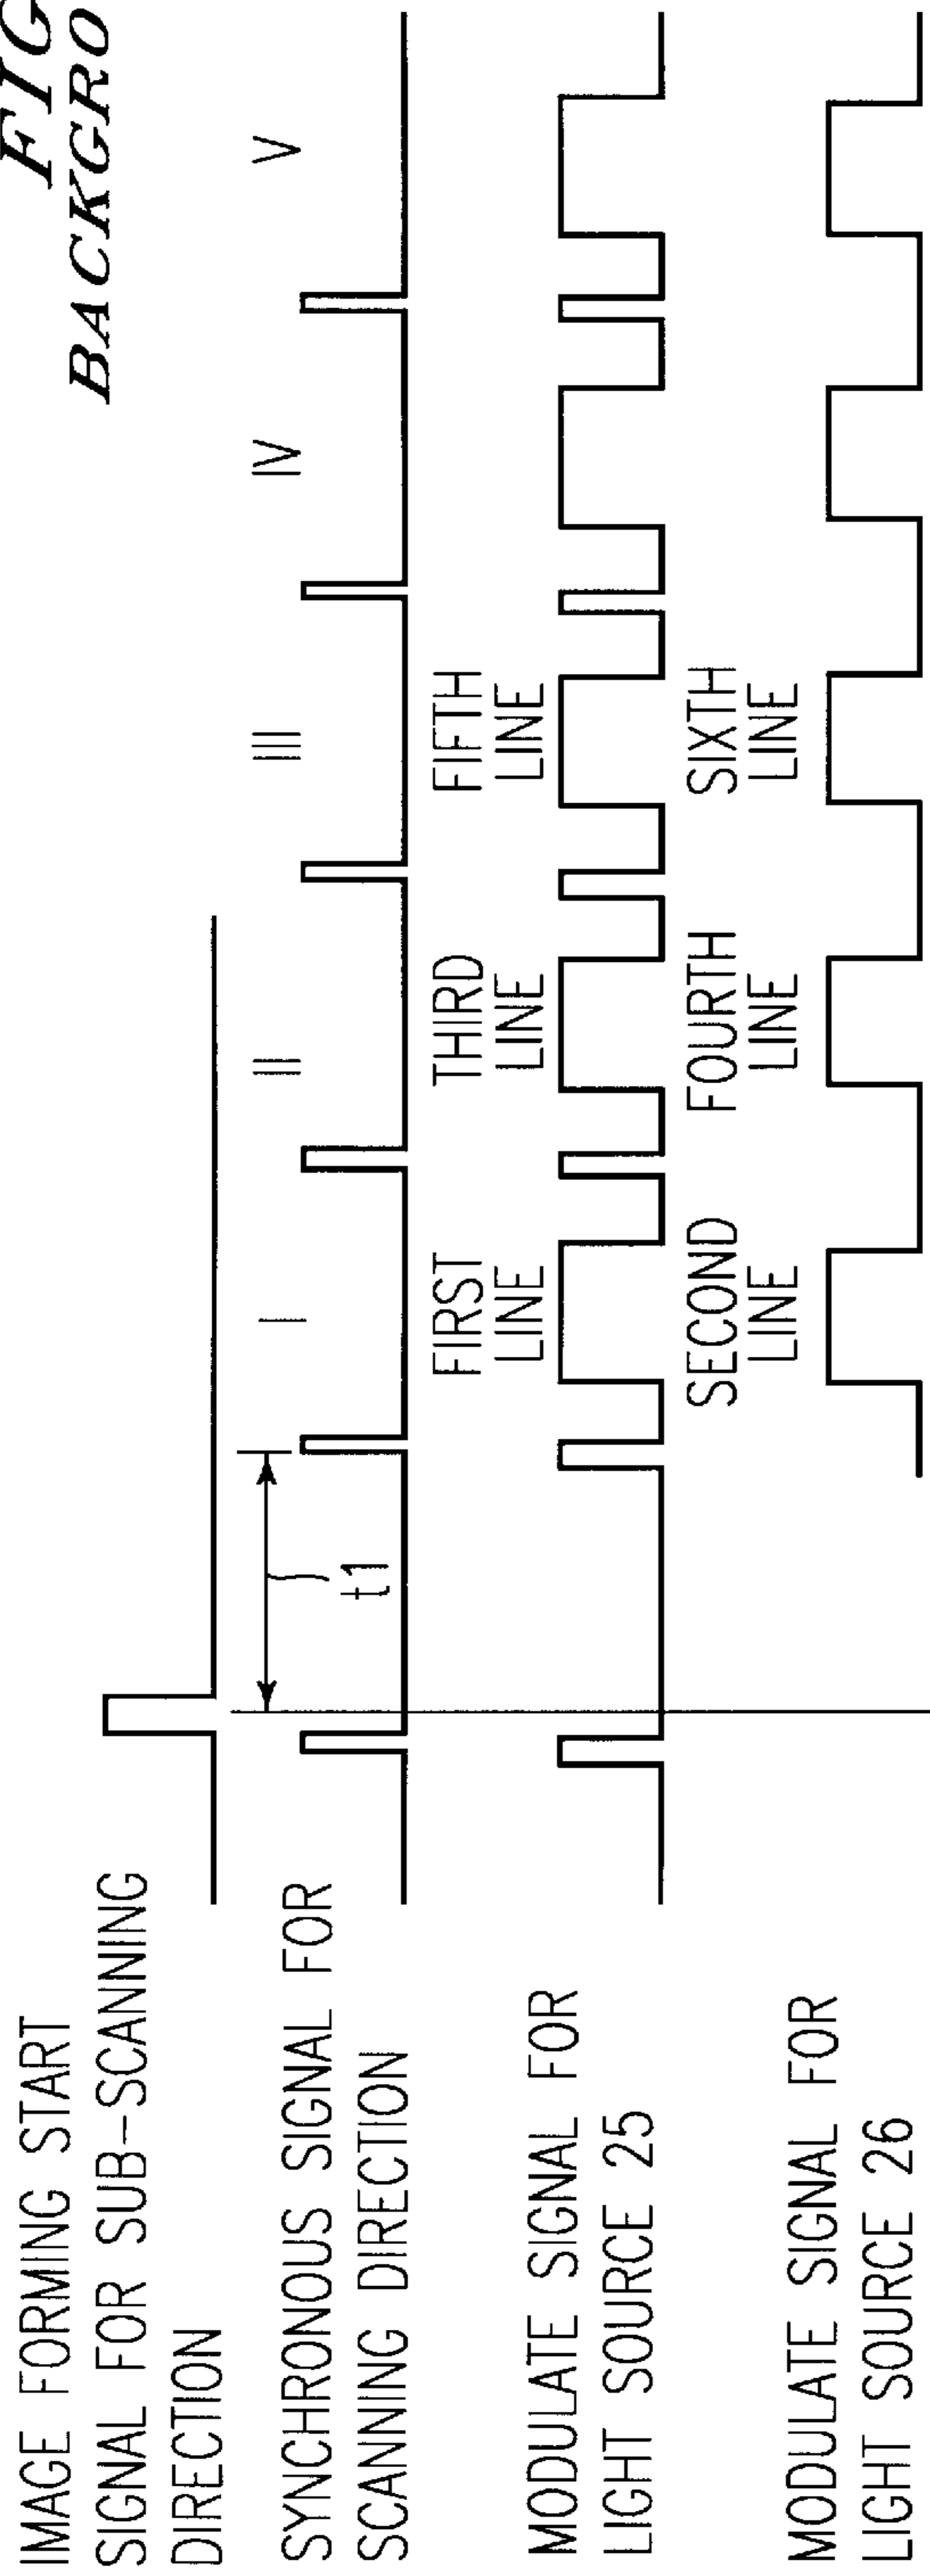 FIG
BACKGRO
IMAGE FORMING START
SIGNAL FOR SUB-SCANNING
DIRECTION
SYNCHRONOUS SIGNAL FOR
SCANNING DIRECTION
t1
I
II
III
IV
V
MODULATE SIGNAL FOR
LIGHT SOURCE 25
FIRST
LINE
THIRD
LINE
FIFTH
LINE
MODULATE SIGNAL FOR
LIGHT SOURCE 26
SECOND
LINE
FOURTH
LINE
SIXTH
LINE